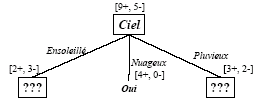 [9+, 5-]
Ciel
Ensoleillé
Nuageux
Pluvieux
[2+, 3-]
[4+, 0-]
[3+, 2-]
???
Oui
???